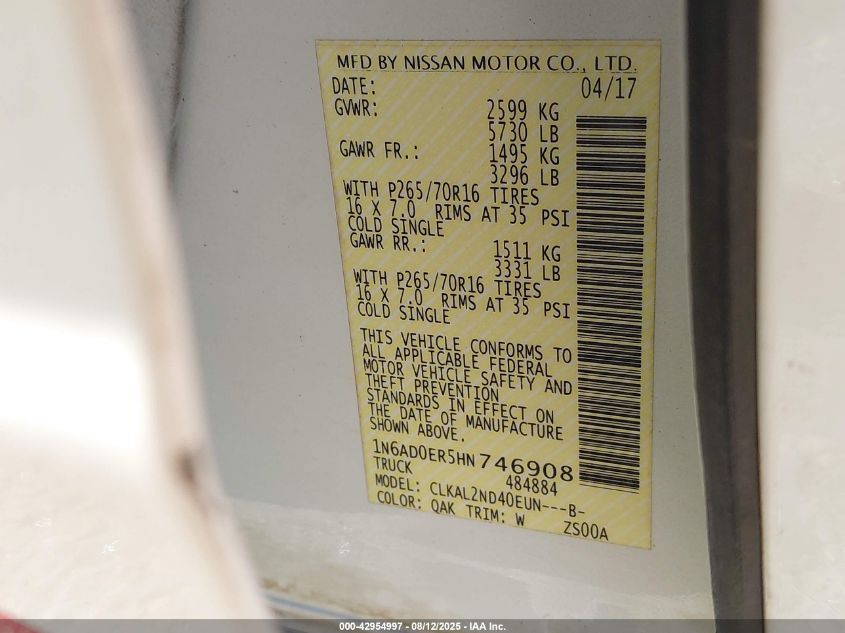 MFD BY NISSAN MOTOR CO., LTD.
DATE: 04/17
GVWR: 2599 KG
5730 LB
GAWR FR.: 1495 KG
3296 LB
WITH P265/70R16 TIRES
16 X 7.0 RIMS AT 35 PSI
COLD SINGLE
GAWR RR.: 1511 KG
3331 LB
WITH P265/70R16 TIRES
16 X 7.0 RIMS AT 35 PSI
COLD SINGLE
THIS VEHICLE CONFORMS TO
ALL APPLICABLE FEDERAL
MOTOR VEHICLE SAFETY AND
THEFT PREVENTION
STANDARDS IN EFFECT ON
THE DATE OF MANUFACTURE
SHOWN ABOVE.
1N6AD0ER5HN746908
TRUCK 484884
MODEL: CLKAL2ND40EUN---B-
COLOR: QAK TRIM: W ZS00A
000-42954997 - 08/12/2025 - IAA Inc.